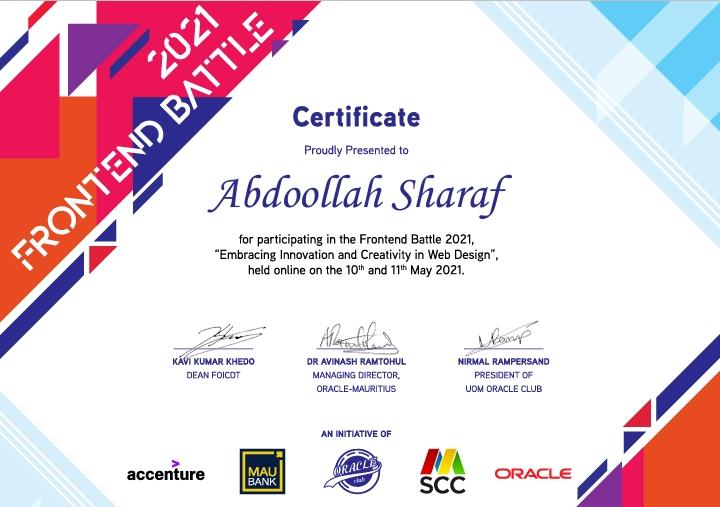 FRONTEND BATTLE
2021
Certificate
Proudly Presented to
Abdoollah Sharaf
for participating in the Frontend Battle 2021,
“Embracing Innovation and Creativity in Web Design”,
held online on the 10th and 11th May 2021.
KAVI KUMAR KHEDO
DEAN FOICDT
DR AVINASH RAMTOHUL
MANAGING DIRECTOR,
ORACLE-MAURITIUS
NIRMAL RAMPERSAND
PRESIDENT OF
UOM ORACLE CLUB
AN INITIATIVE OF
accenture
MAU
BANK
ORACLE
club
SCC
ORACLE